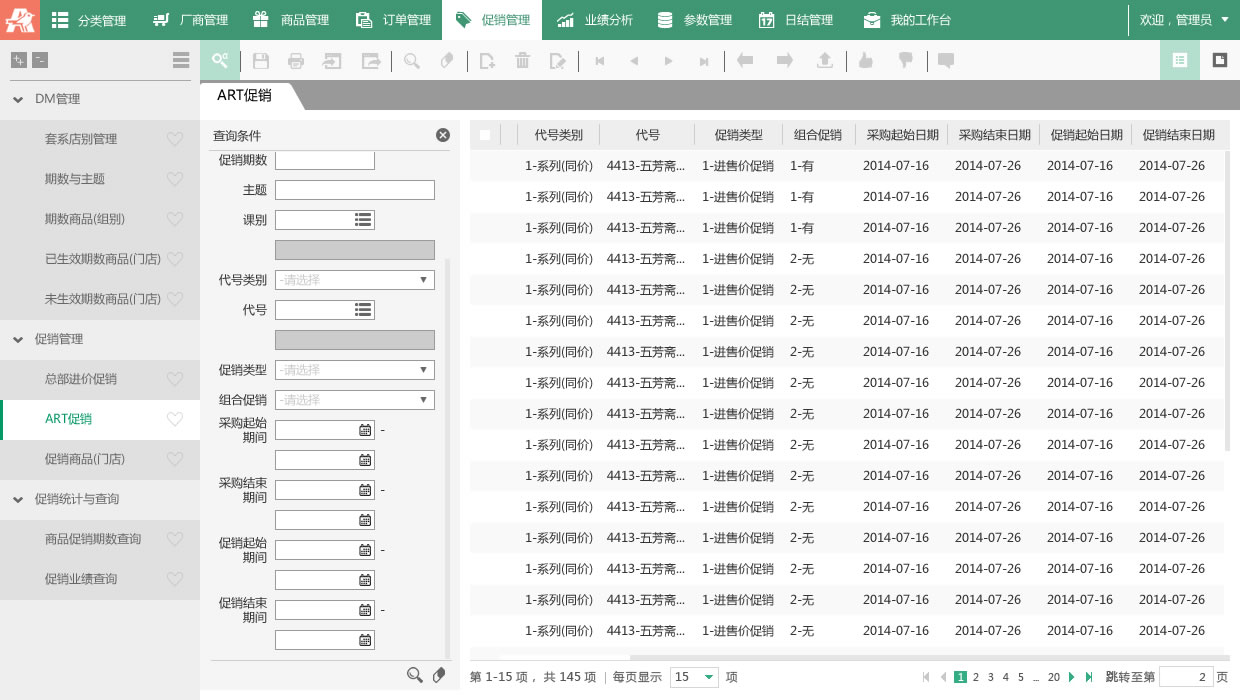 分类管理 厂商管理 商品管理 订单管理 促销管理 业绩分析 参数管理 日结管理 我的工作台 欢迎，管理员
DM管理
套系店别管理
期数与主题
期数商品(组别)
已生效期数商品(门店)
未生效期数商品(门店)
促销管理
总部进价促销
ART促销
促销商品(门店)
促销统计与查询
商品促销期数查询
促销业绩查询
ART促销
查询条件
促销期数
主题
课别
代号类别 -请选择
代号
促销类型 -请选择
组合促销 -请选择
采购起始
期间 -
采购结束
期间 -
促销起始
期间 -
促销结束
期间 -
代号类别 代号 促销类型 组合促销 采购起始日期 采购结束日期 促销起始日期 促销结束日期
1-系列(同价) 4413-五芳斋... 1-进售价促销 1-有 2014-07-16 2014-07-26 2014-07-16 2014-07-26
1-系列(同价) 4413-五芳斋... 1-进售价促销 1-有 2014-07-16 2014-07-26 2014-07-16 2014-07-26
1-系列(同价) 4413-五芳斋... 1-进售价促销 1-有 2014-07-16 2014-07-26 2014-07-16 2014-07-26
1-系列(同价) 4413-五芳斋... 1-进售价促销 2-无 2014-07-16 2014-07-26 2014-07-16 2014-07-26
1-系列(同价) 4413-五芳斋... 1-进售价促销 2-无 2014-07-16 2014-07-26 2014-07-16 2014-07-26
1-系列(同价) 4413-五芳斋... 1-进售价促销 2-无 2014-07-16 2014-07-26 2014-07-16 2014-07-26
1-系列(同价) 4413-五芳斋... 1-进售价促销 2-无 2014-07-16 2014-07-26 2014-07-16 2014-07-26
1-系列(同价) 4413-五芳斋... 1-进售价促销 2-无 2014-07-16 2014-07-26 2014-07-16 2014-07-26
1-系列(同价) 4413-五芳斋... 1-进售价促销 2-无 2014-07-16 2014-07-26 2014-07-16 2014-07-26
1-系列(同价) 4413-五芳斋... 1-进售价促销 2-无 2014-07-16 2014-07-26 2014-07-16 2014-07-26
1-系列(同价) 4413-五芳斋... 1-进售价促销 2-无 2014-07-16 2014-07-26 2014-07-16 2014-07-26
1-系列(同价) 4413-五芳斋... 1-进售价促销 2-无 2014-07-16 2014-07-26 2014-07-16 2014-07-26
1-系列(同价) 4413-五芳斋... 1-进售价促销 2-无 2014-07-16 2014-07-26 2014-07-16 2014-07-26
1-系列(同价) 4413-五芳斋... 1-进售价促销 2-无 2014-07-16 2014-07-26 2014-07-16 2014-07-26
1-系列(同价) 4413-五芳斋... 1-进售价促销 2-无 2014-07-16 2014-07-26 2014-07-16 2014-07-26
1-系列(同价) 4413-五芳斋... 1-进售价促销 2-无 2014-07-16 2014-07-26 2014-07-16 2014-07-26
第 1-15 项，共 145 项 | 每页显示 15 项 1 2 3 4 5 ... 20 跳转至第 2 页